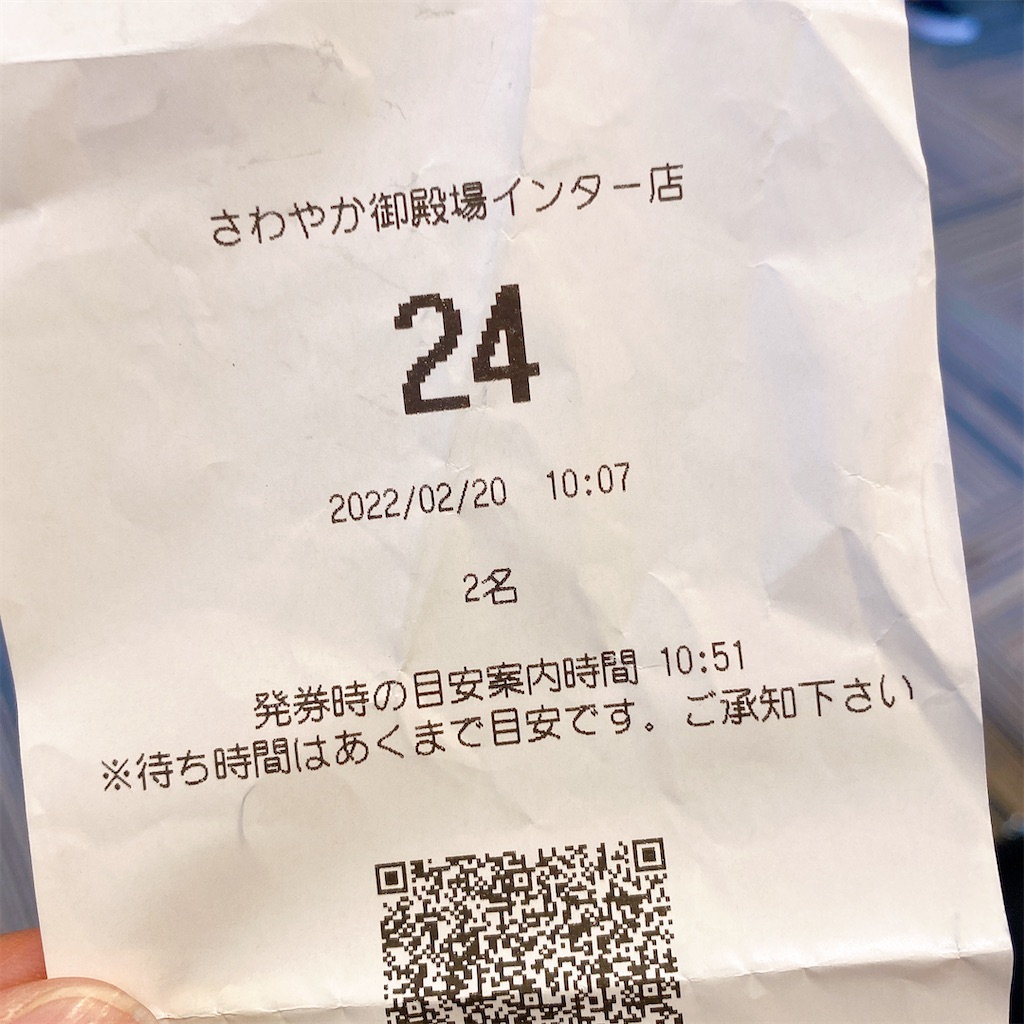 さわやか御殿場インター店
24
2022/02/20 10:07
2名
発券時の目安案内時間 10:51
※待ち時間はあくまで目安です。ご承知下さい